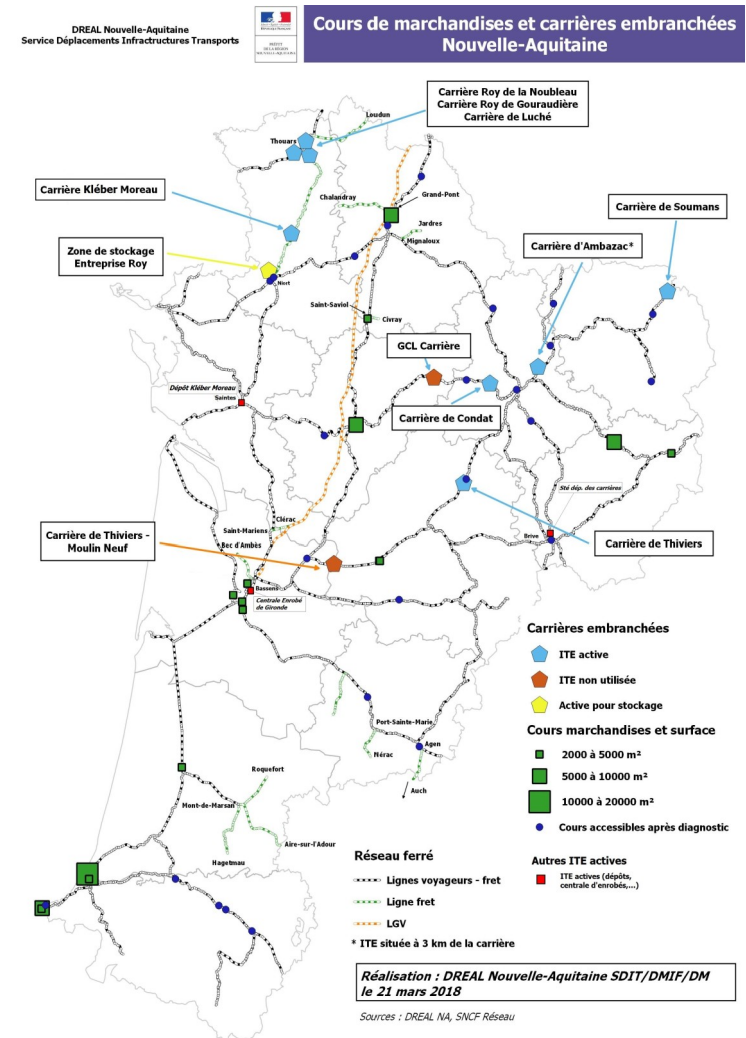 DREAL Nouvelle-Aquitaine
Service Déplacements Infractructures Transports
Cours de marchandises et carrières embranchées
Nouvelle-Aquitaine
Carrière Roy de la Noubleau
Carrière Roy de Gouraudière
Carrière de Luché
Loudun
Thouars
Carrière Kléber Moreau
Chalandray
Grand-Pont
Carrière de Soumans
Jardres
Mignaloux
Carrière d'Ambazac*
Zone de stockage
Entreprise Roy
Niort
Saint-Saviol
Civray
GCL Carrière
Dépôt Kléber Moreau
Saintes
Carrière de Condat
Sté dép. des carrières
Clérac
Saint-Mariens
Bec d'Ambès
Carrière de Thiviers -
Moulin Neuf
Brive
Carrière de Thiviers
Bassens
Centrale Enrobé
de Gironde
Carrières embranchées
ITE active
ITE non utilisée
Active pour stockage
Cours marchandises et surface
2000 à 5000 m²
5000 à 10000 m²
10000 à 20000 m²
Cours accessibles après diagnostic
Port-Sainte-Marie
Agen
Nérac
Auch
Roquefort
Mont-de-Marsan
Aire-sur-l'Adour
Hagetmau
Réseau ferré
Lignes voyageurs - fret
Ligne fret
LGV
* ITE située à 3 km de la carrière
Autres ITE actives
ITE actives (dépôts,
centrale d'enrobés,...)
Réalisation : DREAL Nouvelle-Aquitaine SDIT/DMIF/DM
le 21 mars 2018
Sources : DREAL NA, SNCF Réseau